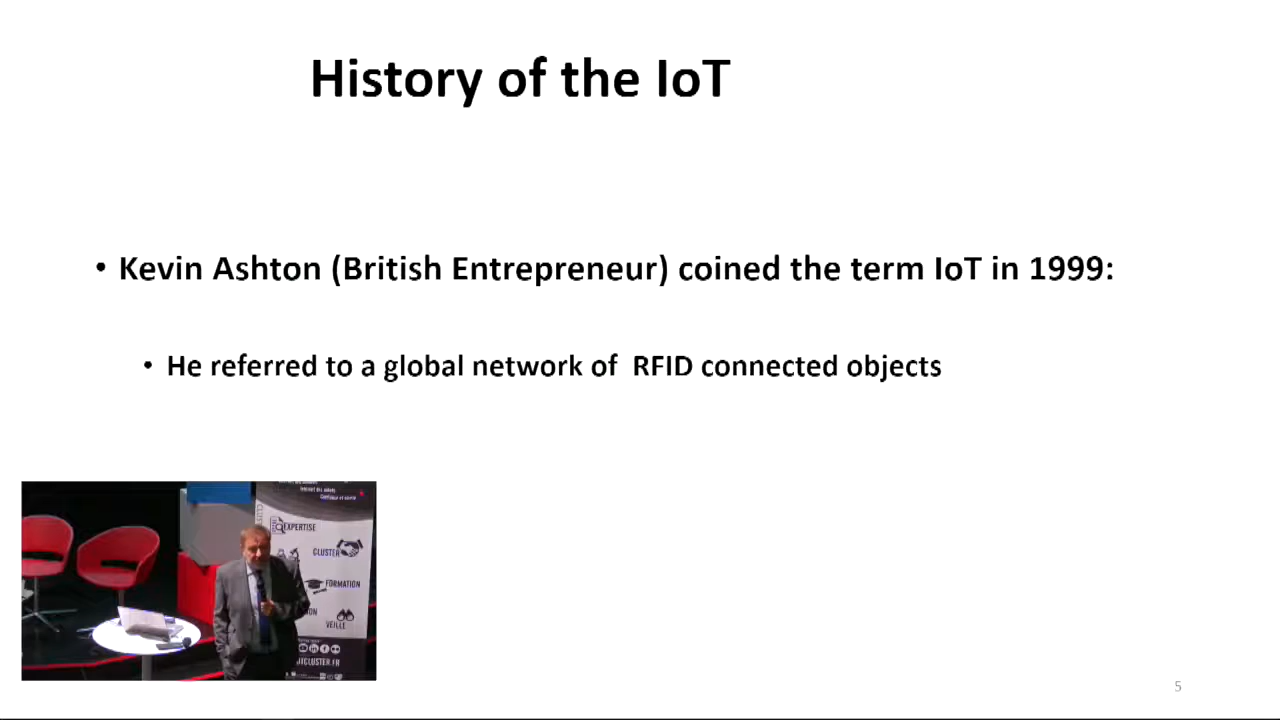 History of the IoT
• Kevin Ashton (British Entrepreneur) coined the term IoT in 1999:
• He referred to a global network of RFID connected objects
EXPERTISE
CLUSTER
FORMATION
VEILLE
5